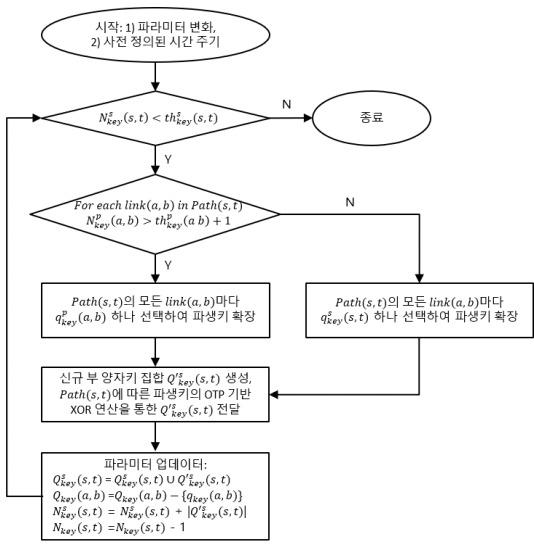 시작: 1) 파라미터 변화,
2) 사전 정의된 시간 주기
N^s_key(s,t) < th^s_key(s,t)
N
종료
Y
For each link(a,b) in Path(s,t)
N^p_key(a,b) > th^p_key(a b) + 1
N
Y
Path(s,t)의 모든 link(a,b)마다
q^p_key(a,b) 하나 선택하여 파생키 확장
Path(s,t)의 모든 link(a,b)마다
q^s_key(s,t) 하나 선택하여 파생키 확장
신규 부 양자키 집합 Q'^s_key(s,t) 생성,
Path(s,t)에 따른 파생키의 OTP 기반
XOR 연산을 통한 Q'^s_key(s,t) 전달
파라미터 업데이터:
Q^s_key(s,t) = Q^s_key(s,t) ∪ Q'^s_key(s,t)
Q_key(a,b) =Q_key(a,b) − {q_key(a,b)}
N^s_key(s,t) = N^s_key(s,t) + |Q'^s_key(s,t)|
N_key(s,t) =N_key(s,t) - 1